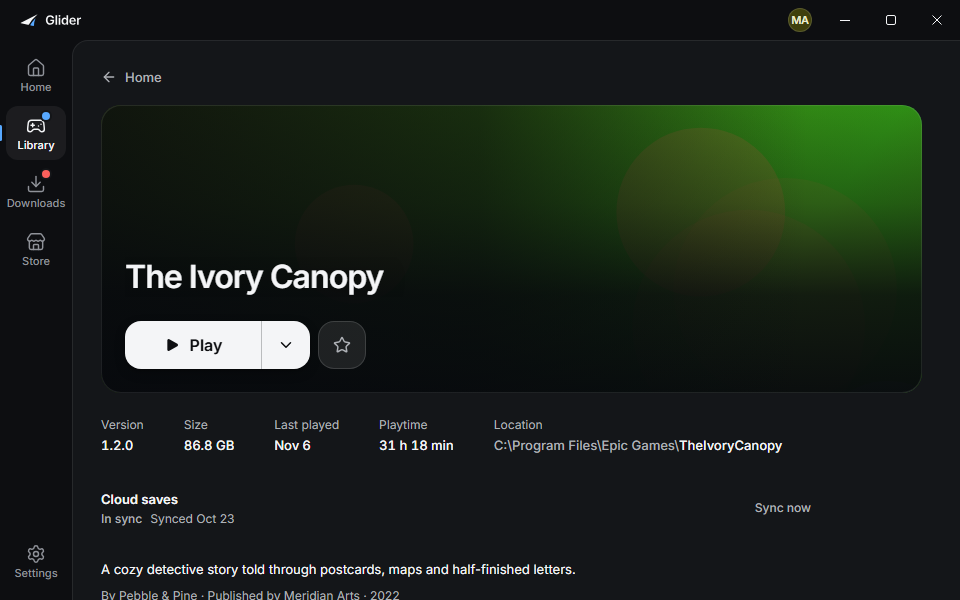 Glider
MA
Home
Library
Downloads
Store
Settings
Home
The Ivory Canopy
Play
Version
1.2.0
Size
86.8 GB
Last played
Nov 6
Playtime
31 h 18 min
Location
C:\Program Files\Epic Games\TheIvoryCanopy
Cloud saves
In sync Synced Oct 23
Sync now
A cozy detective story told through postcards, maps and half-finished letters.
By Pebble & Pine · Published by Meridian Arts · 2022